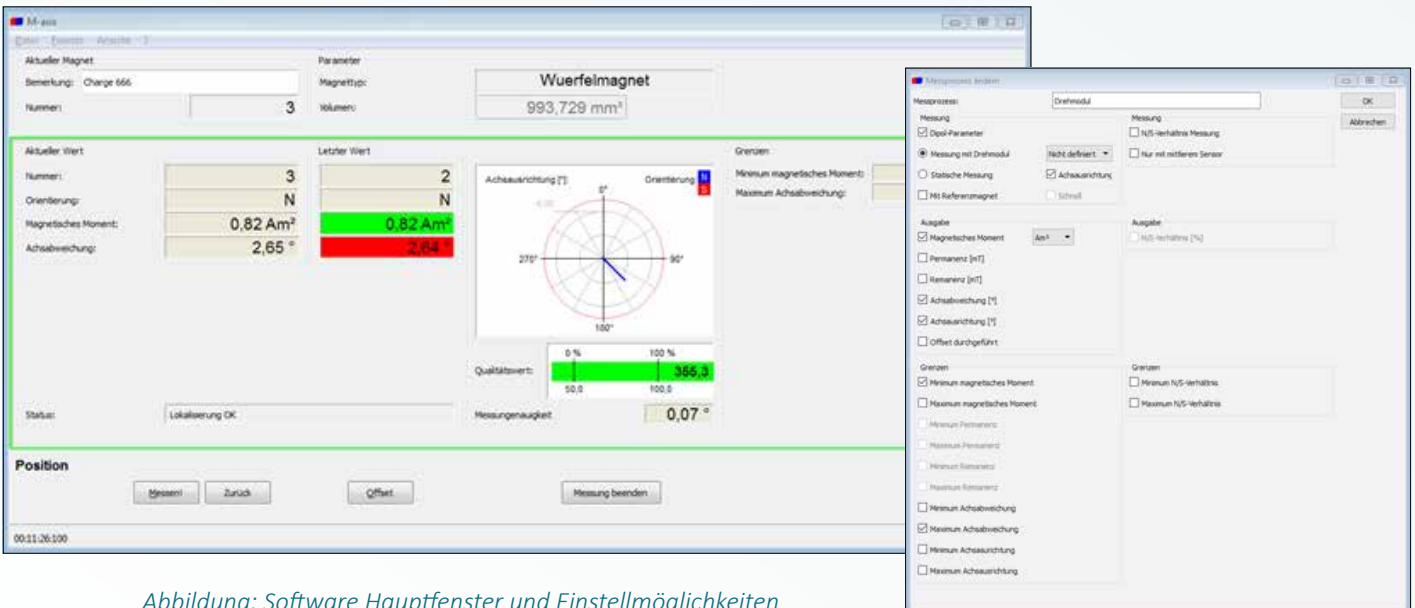 M-axis
Datei Fenster Ansicht ?
Aktueller Magnet
Bemerkung: Charge 666
Nummer: 3
Parameter
Magnettyp: Wuerfelmagnet
Volumen: 993,729 mm³
Aktueller Wert
Nummer: 3
Orientierung: N
Magnetisches Moment: 0,82 Am²
Achsabweichung: 2,65 °
Letzter Wert
2
N
0,82 Am²
2,64 °
Achsausrichtung [°]
Orientierung N
S
0°
270° 90°
180°
0 % 100 %
Qualitätswert: 355,3
50,0 100,0
Messungenauigkeit 0,07 °
Grenzen
Minimum magnetisches Moment:
Maximum Achsabweichung:
Status: Lokalisierung OK
Position
Messen! Zurück Offset Messung beenden
00:11:26:100
Messprozess ändern
Messprozess: Drehmodul
OK
Abbrechen
Messung
Dipol-Parameter
Messung mit Drehmodul Nicht definiert
Statische Messung Achsausrichtung
Mit Referenzmagnet Schnell
Messung
N/S-Verhältnis Messung
Nur mit mittlerem Sensor
Ausgabe
Magnetisches Moment Am²
Permanenz [mT]
Remanenz [mT]
Achsabweichung [°]
Achsausrichtung [°]
Offset durchgeführt
Ausgabe
N/S-Verhältnis [%]
Grenzen
Minimum magnetisches Moment
Maximum magnetisches Moment
Minimum Permanenz
Maximum Permanenz
Minimum Remanenz
Maximum Remanenz
Minimum Achsabweichung
Maximum Achsabweichung
Minimum Achsausrichtung
Maximum Achsausrichtung
Grenzen
Minimum N/S-Verhältnis
Maximum N/S-Verhältnis
Abbildung: Software Hauptfenster und Einstellmöglichkeiten